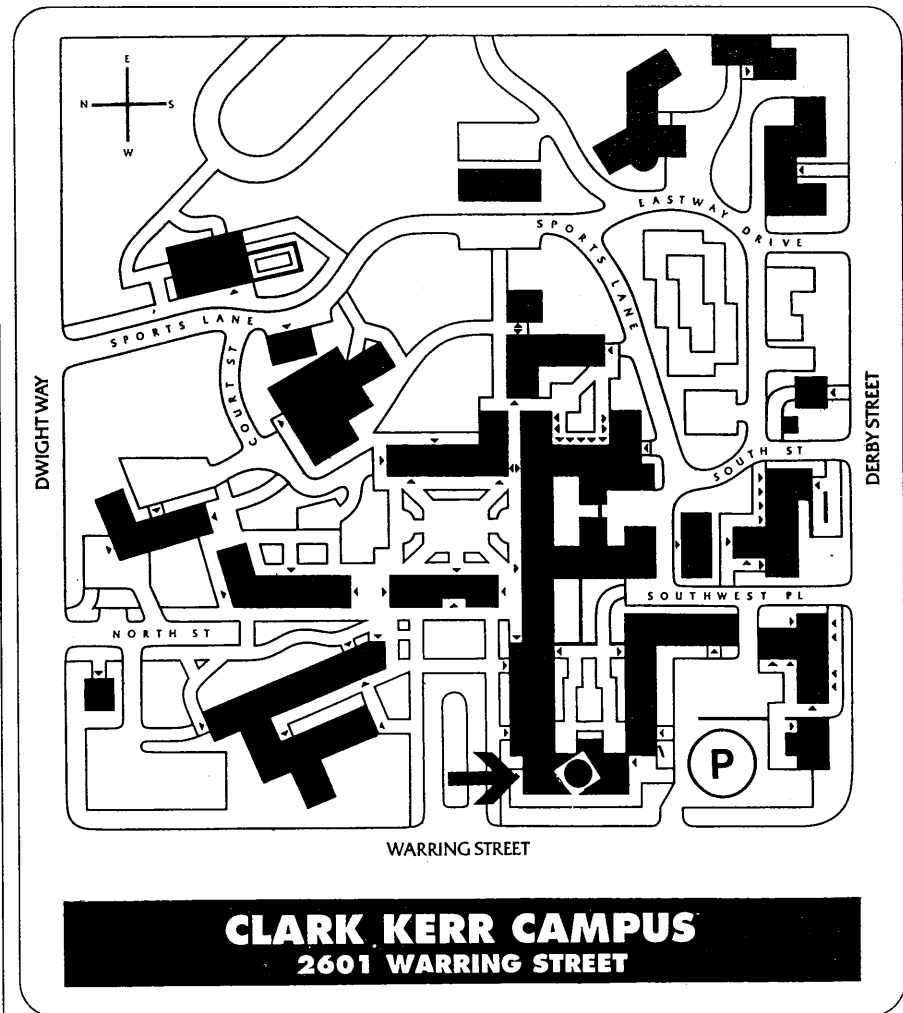 E
N
S
W
EASTWAY DRIVE
SPORTS LANE
SPORTS LANE
COURT ST
DWIGHT WAY
DERBY STREET
SOUTH ST
SOUTHWEST PL
NORTH ST
P
WARRING STREET
CLARK KERR CAMPUS
2601 WARRING STREET